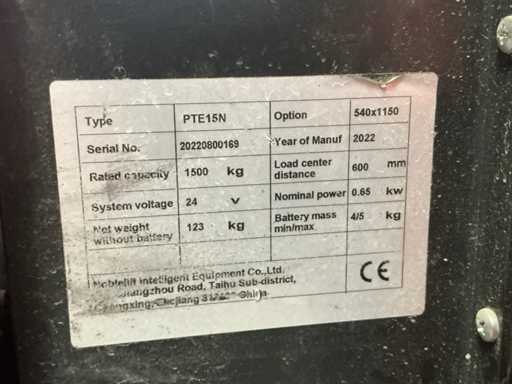 Type PTE15N Option 540x1150
Serial No. 20220800169 Year of Manuf 2022
Rated capacity 1500 kg Load center distance 600 mm
System voltage 24 v Nominal power 0.65 kw
Net weight without battery 123 kg Battery mass min/max 4/5 kg
Noblelift Intelligent Equipment Co.,Ltd.
Road, Taihu Sub-district,
China
CE